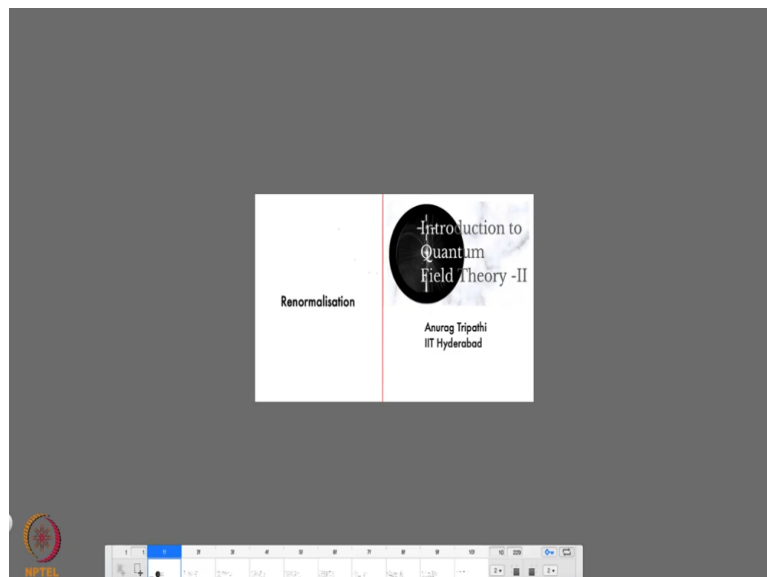 Renormalisation
Introduction to
Quantum
Field Theory -II
Anurag Tripathi
IIT Hyderabad
NPTEL